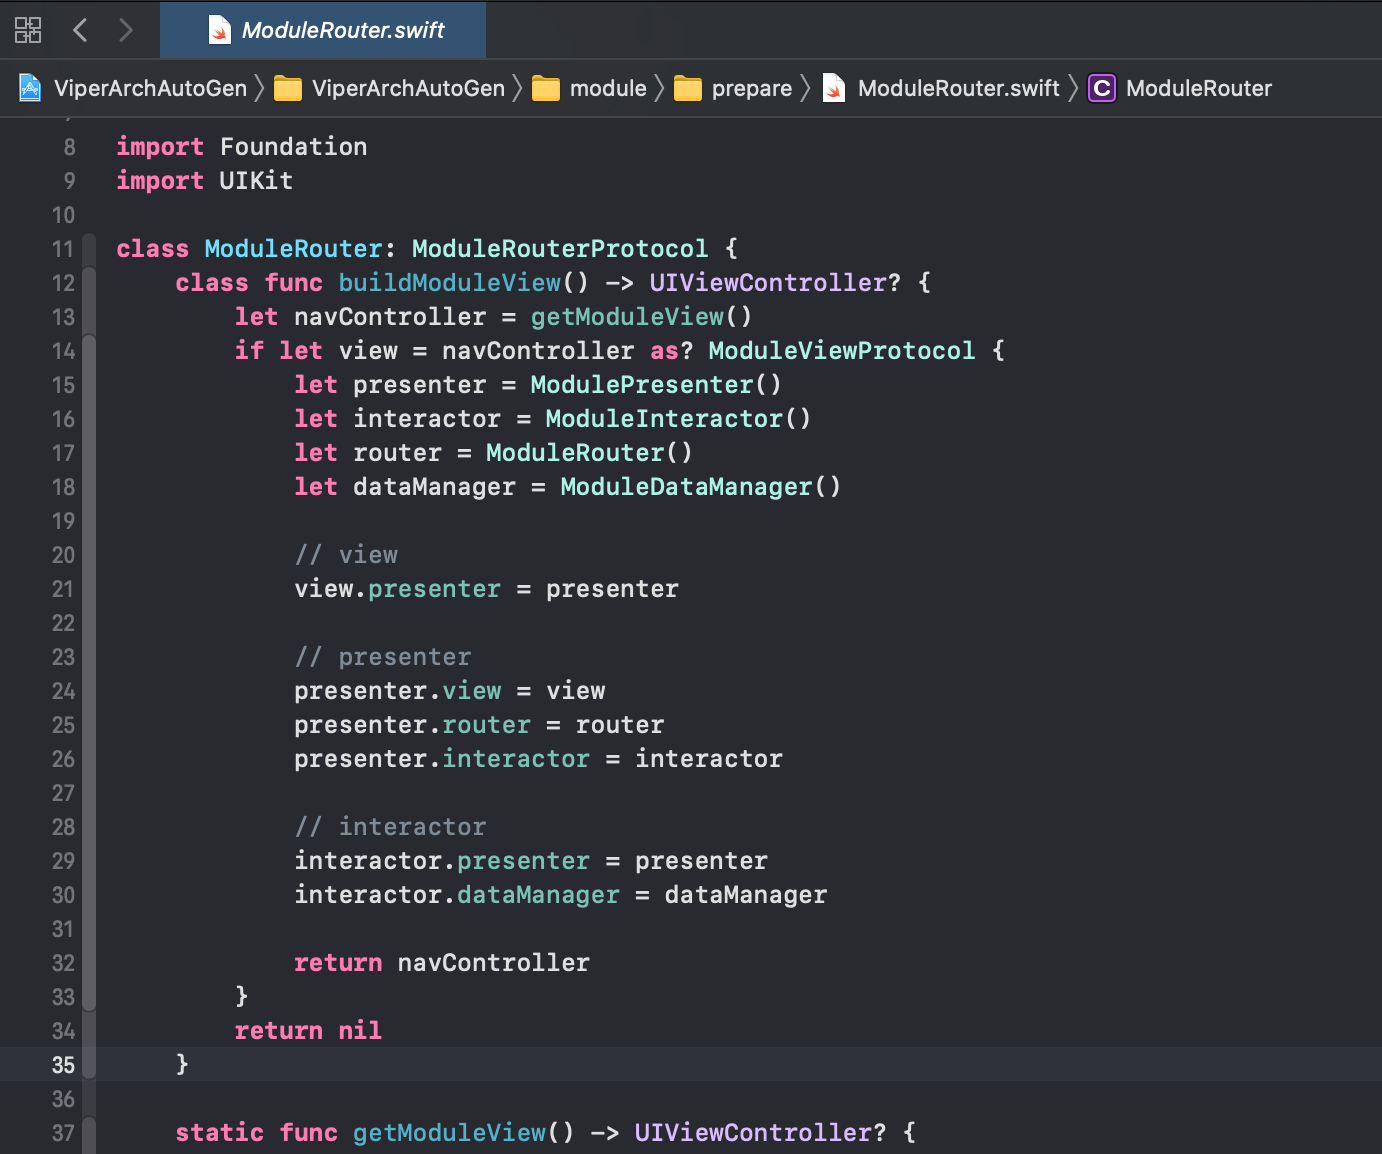 ModuleRouter.swift
ViperArchAutoGen ViperArchAutoGen module prepare ModuleRouter.swift C ModuleRouter
8 import Foundation
9 import UIKit
10
11 class ModuleRouter: ModuleRouterProtocol {
12     class func buildModuleView() -> UIViewController? {
13         let navController = getModuleView()
14         if let view = navController as? ModuleViewProtocol {
15             let presenter = ModulePresenter()
16             let interactor = ModuleInteractor()
17             let router = ModuleRouter()
18             let dataManager = ModuleDataManager()
19
20             // view
21             view.presenter = presenter
22
23             // presenter
24             presenter.view = view
25             presenter.router = router
26             presenter.interactor = interactor
27
28             // interactor
29             interactor.presenter = presenter
30             interactor.dataManager = dataManager
31
32             return navController
33         }
34         return nil
35     }
36
37     static func getModuleView() -> UIViewController? {